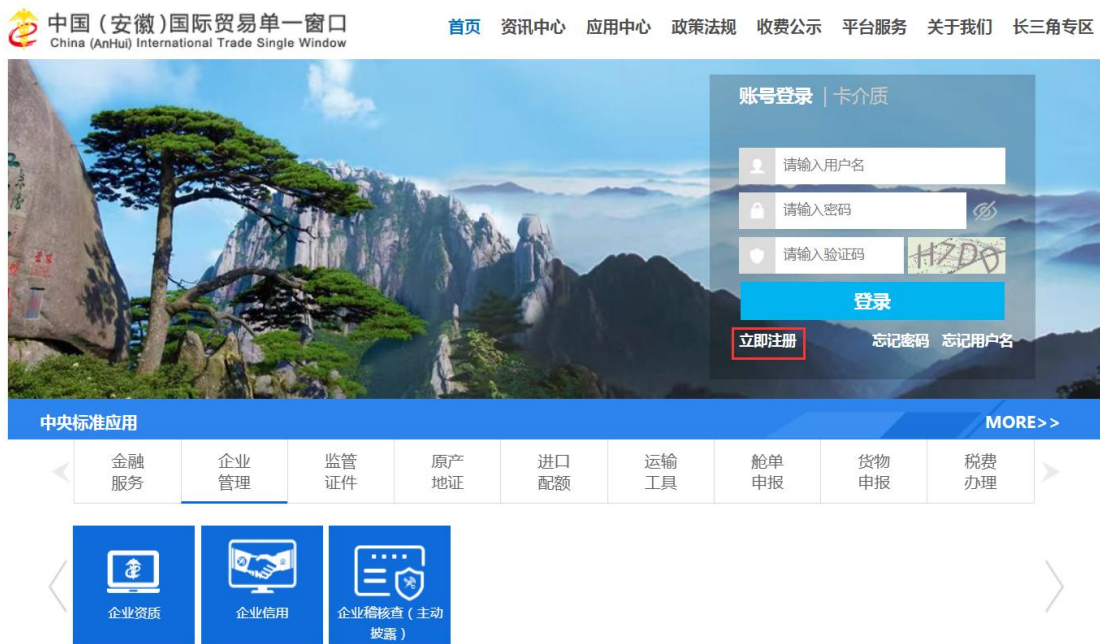 中国(安徽)国际贸易单一窗口
China (AnHui) International Trade Single Window
首页 资讯中心 应用中心 政策法规 收费公示 平台服务 关于我们 长三角专区
账号登录 | 卡介质
请输入用户名
请输入密码
请输入验证码 HZDD
登录
立即注册 忘记密码 忘记用户名
中央标准应用 MORE>>
金融 企业 监管 原产 进口 运输 舱单 货物 税费
服务 管理 证件 地证 配额 工具 申报 申报 办理
企业资质 企业信用 企业稽核查(主动
披露)